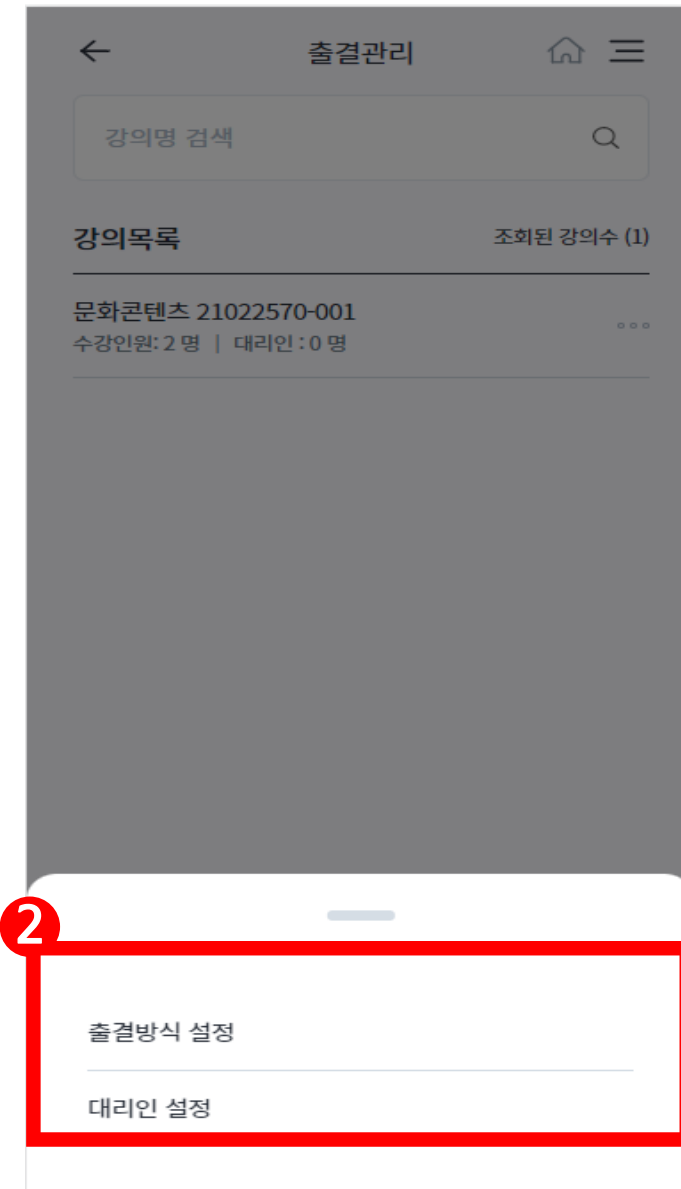 출결관리
강의명 검색
강의목록
조회된 강의수 (1)
문화콘텐츠 21022570-001
수강인원: 2 명 | 대리인 : 0 명
2
출결방식 설정
대리인 설정